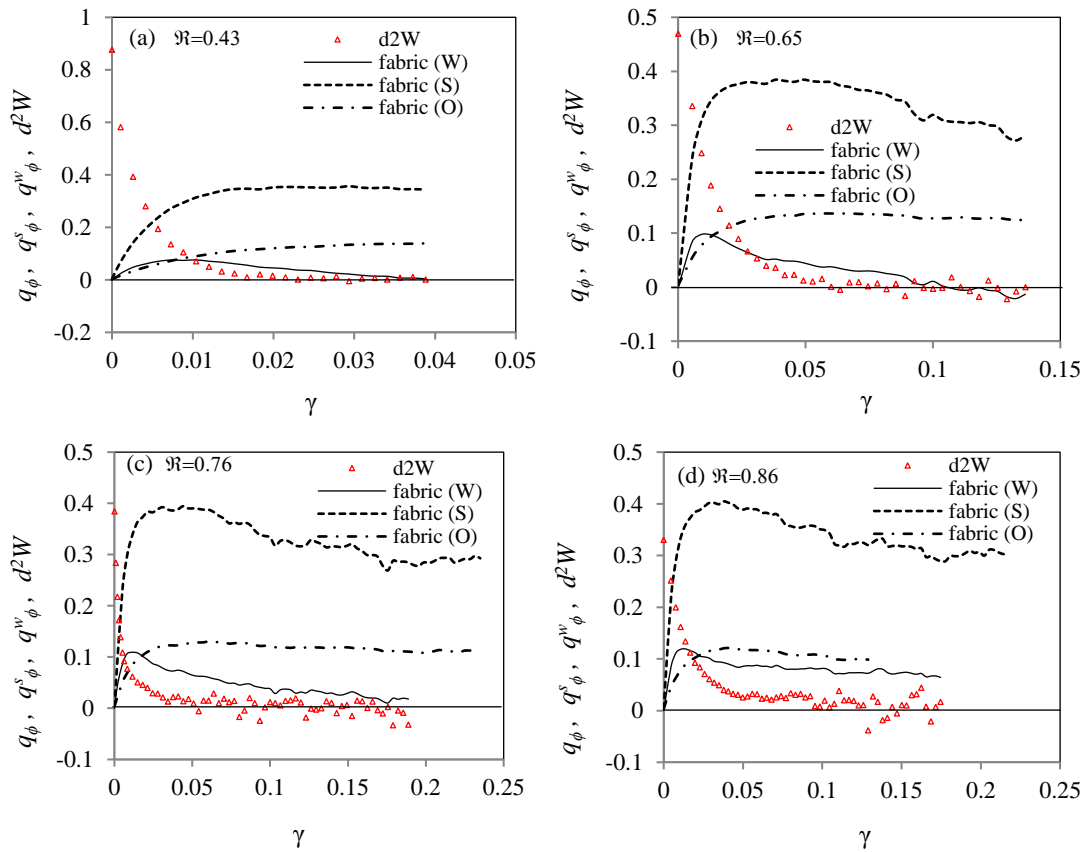 (a) ℜ=0.43
d2W
fabric (W)
fabric (S)
fabric (O)
1
0.8
0.6
0.4
0.2
0
-0.2
0 0.01 0.02 0.03 0.04 0.05
γ
qϕ , qˢϕ , qʷϕ , d²W
(b) ℜ=0.65
d2W
fabric (W)
fabric (S)
fabric (O)
0.5
0.4
0.3
0.2
0.1
0
-0.1
0 0.05 0.1 0.15
γ
qϕ , qˢϕ , qʷϕ , d²W
(c) ℜ=0.76
d2W
fabric (W)
fabric (S)
fabric (O)
0.5
0.4
0.3
0.2
0.1
0
-0.1
0 0.05 0.1 0.15 0.2 0.25
γ
qϕ , qˢϕ , qʷϕ , d²W
(d) ℜ=0.86
d2W
fabric (W)
fabric (S)
fabric (O)
0.5
0.4
0.3
0.2
0.1
0
-0.1
0 0.05 0.1 0.15 0.2 0.25
γ
qϕ , qˢϕ , qʷϕ , d²W